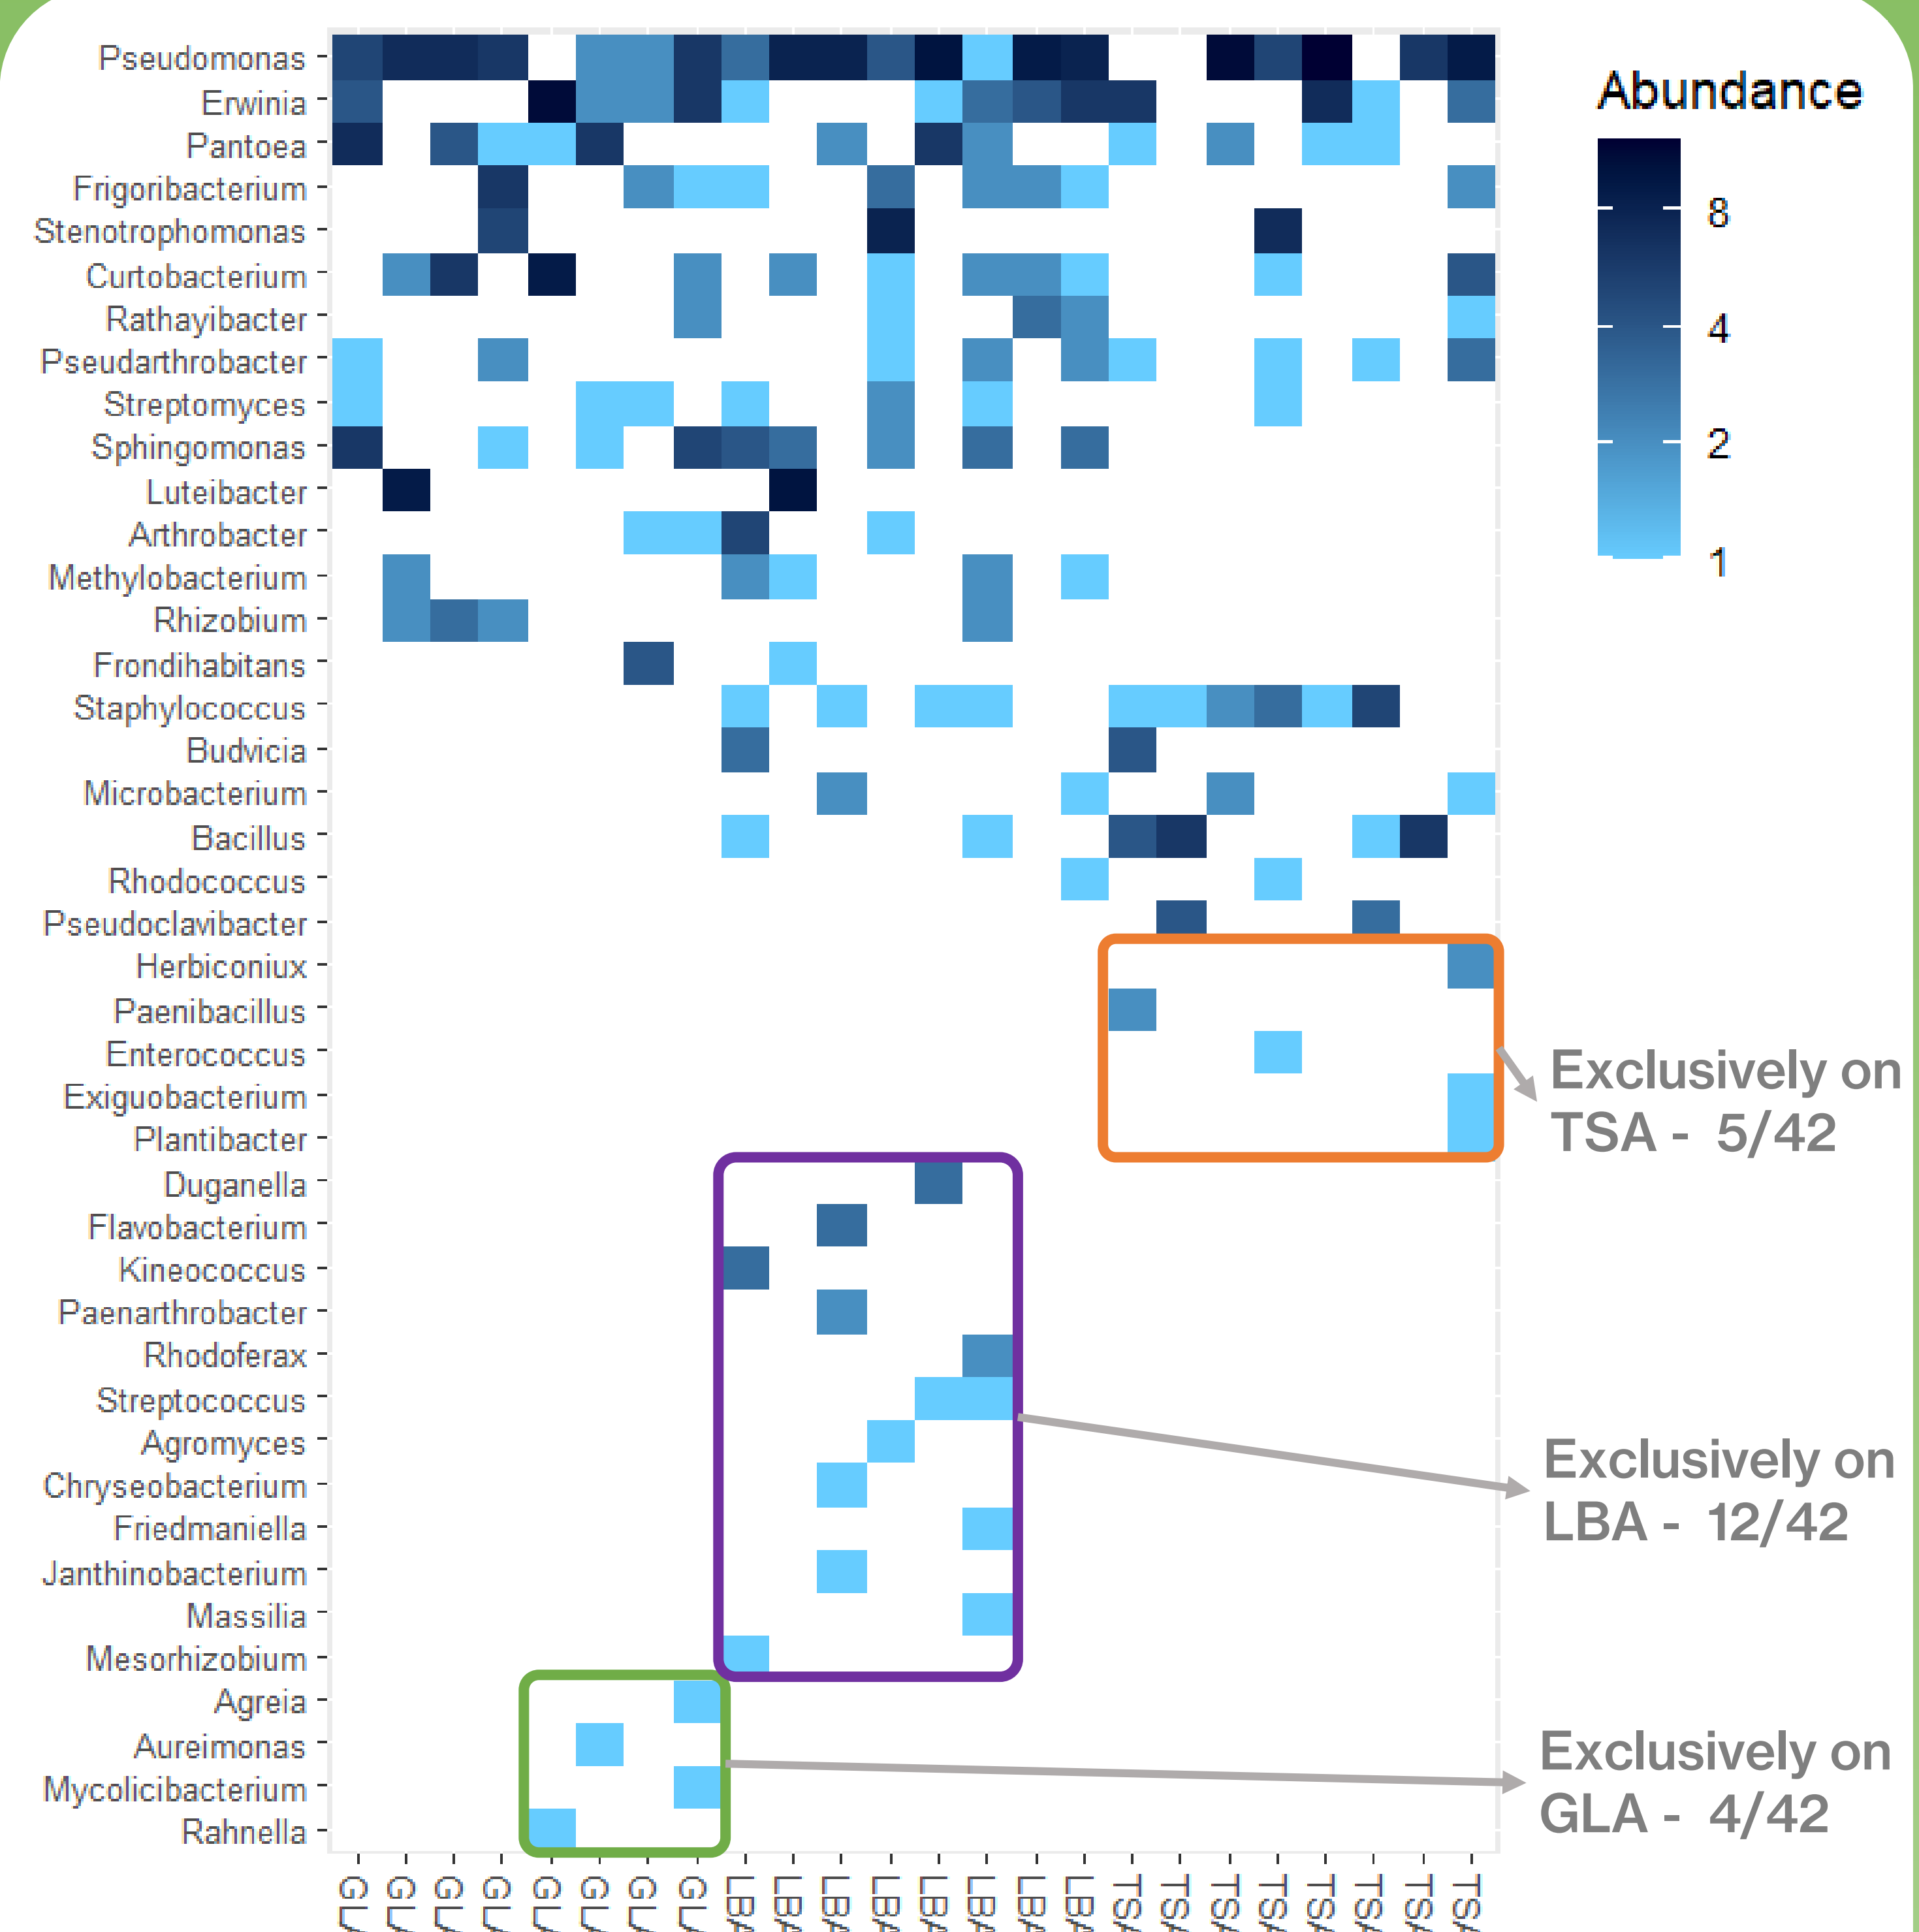 Pseudomonas
Erwinia
Pantoea
Frigoribacterium
Stenotrophomonas
Curtobacterium
Rathayibacter
Pseudarthrobacter
Streptomyces
Sphingomonas
Luteibacter
Arthrobacter
Methylobacterium
Rhizobium
Frondihabitans
Staphylococcus
Budvicia
Microbacterium
Bacillus
Rhodococcus
Pseudoclavibacter
Herbiconiux
Paenibacillus
Enterococcus
Exiguobacterium
Plantibacter
Duganella
Flavobacterium
Kineococcus
Paenarthrobacter
Rhodoferax
Streptococcus
Agromyces
Chryseobacterium
Friedmaniella
Janthinobacterium
Massilia
Mesorhizobium
Agreia
Aureimonas
Mycolicibacterium
Rahnella
Abundance
8
4
2
1
Exclusively on
TSA - 5/42
Exclusively on
LBA - 12/42
Exclusively on
GLA - 4/42